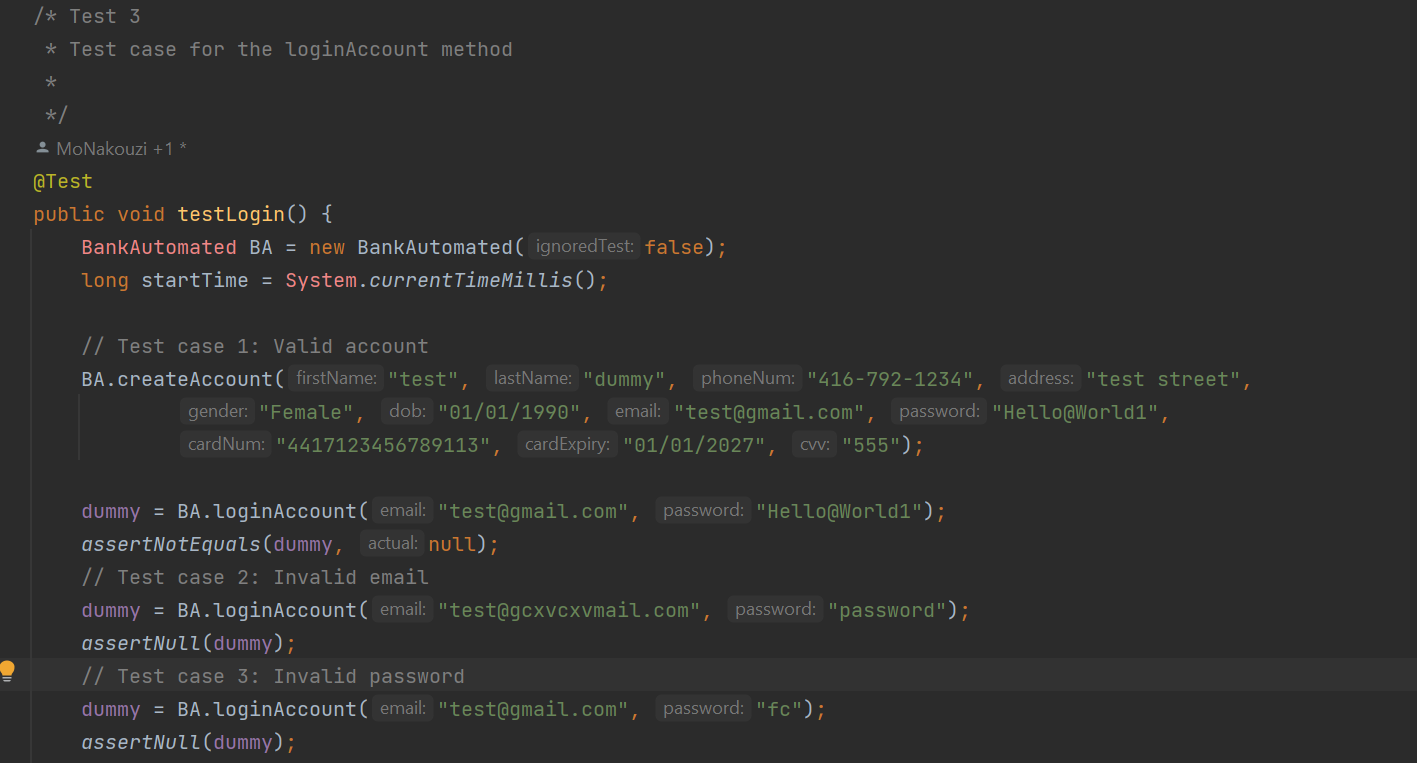 /* Test 3
 * Test case for the loginAccount method
 *
 */
MoNakouzi +1 *
@Test
public void testLogin() {
    BankAutomated BA = new BankAutomated( ignoredTest: false);
    long startTime = System.currentTimeMillis();
    // Test case 1: Valid account
    BA.createAccount( firstName: "test", lastName: "dummy", phoneNum: "416-792-1234", address: "test street",
            gender: "Female", dob: "01/01/1990", email: "test@gmail.com", password: "Hello@World1",
            cardNum: "4417123456789113", cardExpiry: "01/01/2027", cvv: "555");
    dummy = BA.loginAccount( email: "test@gmail.com", password: "Hello@World1");
    assertNotEquals(dummy, actual: null);
    // Test case 2: Invalid email
    dummy = BA.loginAccount( email: "test@gcxvcxvmail.com", password: "password");
    assertNull(dummy);
    // Test case 3: Invalid password
    dummy = BA.loginAccount( email: "test@gmail.com", password: "fc");
    assertNull(dummy);